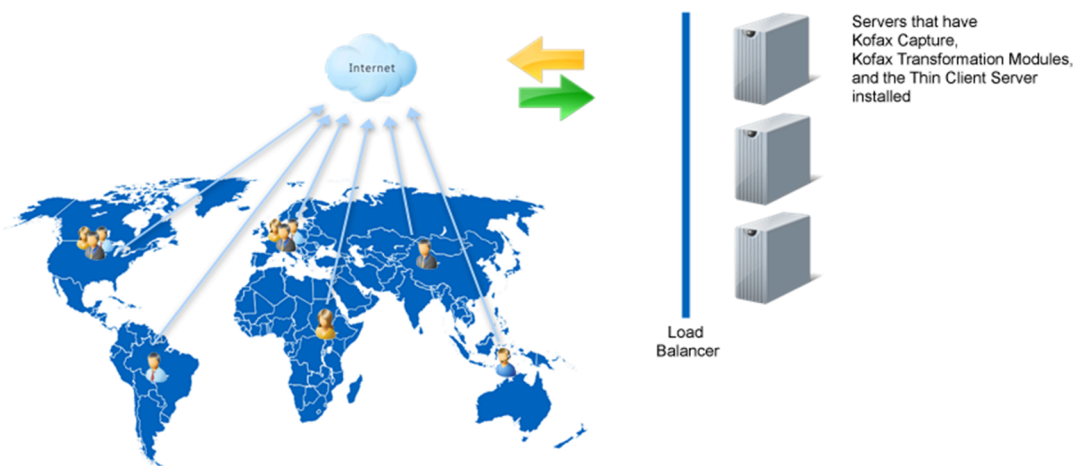 Internet
Servers that have
Kofax Capture,
Kofax Transformation Modules,
and the Thin Client Server
installed
Load
Balancer